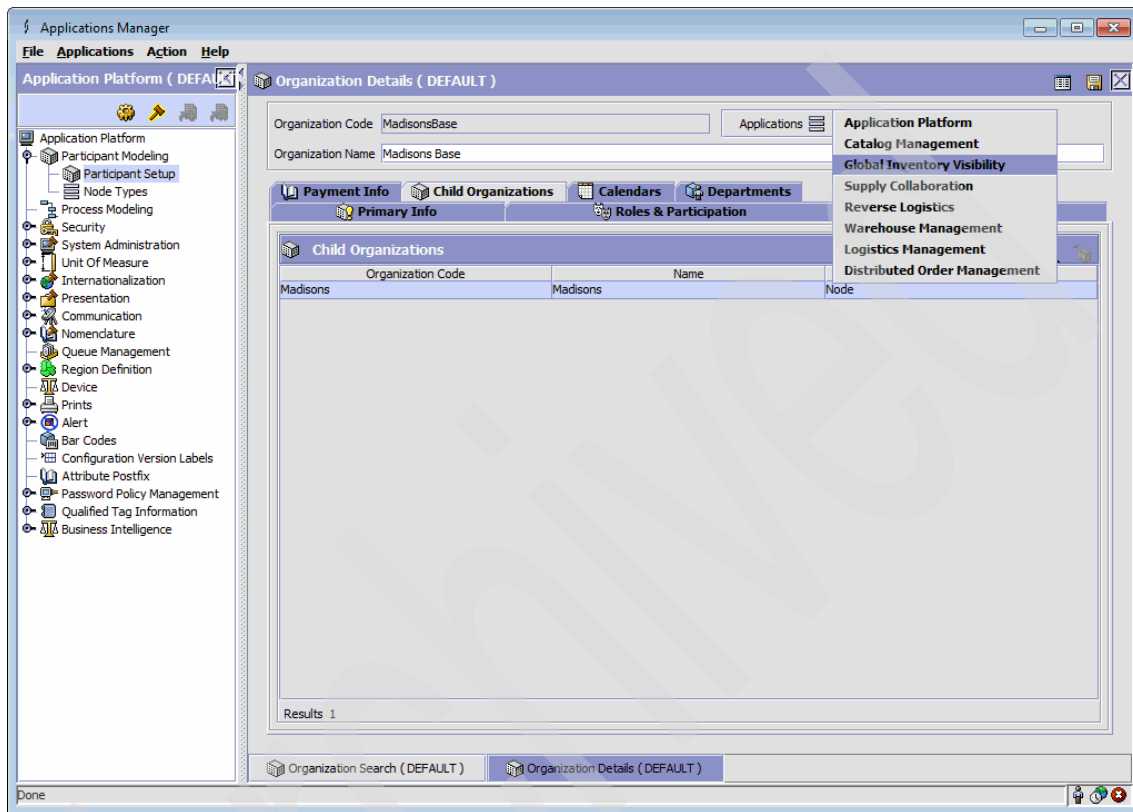 Applications Manager
File Applications Action Help
Application Platform ( DEFAULT
Application Platform
Participant Modeling
Participant Setup
Node Types
Process Modeling
Security
System Administration
Unit Of Measure
Internationalization
Presentation
Communication
Nomenclature
Queue Management
Region Definition
Device
Prints
Alert
Bar Codes
Configuration Version Labels
Attribute Postfix
Password Policy Management
Qualified Tag Information
Business Intelligence
Organization Details ( DEFAULT )
Organization Code MadisonsBase Applications
Organization Name Madisons Base
Application Platform
Catalog Management
Global Inventory Visibility
Supply Collaboration
Reverse Logistics
Warehouse Management
Logistics Management
Distributed Order Management
Payment Info Child Organizations Calendars Departments
Primary Info Roles & Participation
Child Organizations
Organization Code Name
Madisons Madisons Node
Results 1
Organization Search ( DEFAULT ) Organization Details ( DEFAULT )
Done